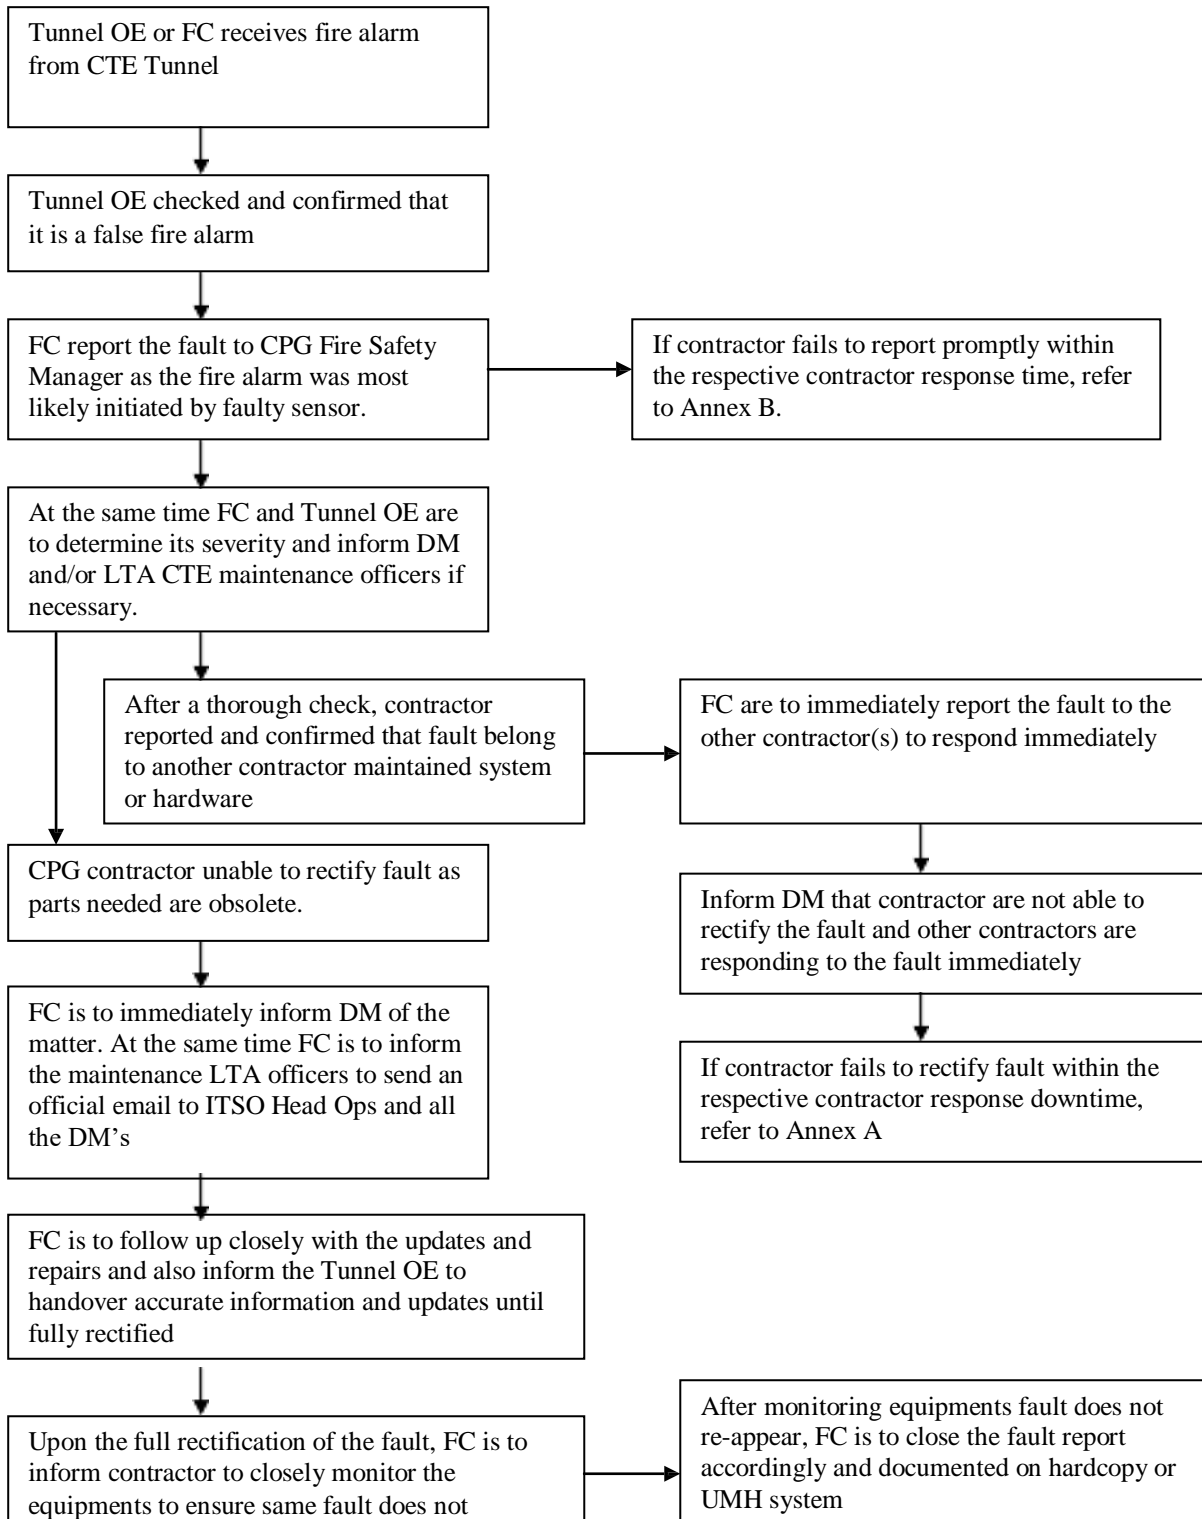 Tunnel OE or FC receives fire alarm
from CTE Tunnel
Tunnel OE checked and confirmed that
it is a false fire alarm
FC report the fault to CPG Fire Safety
Manager as the fire alarm was most
likely initiated by faulty sensor.
If contractor fails to report promptly within
the respective contractor response time, refer
to Annex B.
At the same time FC and Tunnel OE are
to determine its severity and inform DM
and/or LTA CTE maintenance officers if
necessary.
After a thorough check, contractor
reported and confirmed that fault belong
to another contractor maintained system
or hardware
FC are to immediately report the fault to the
other contractor(s) to respond immediately
CPG contractor unable to rectify fault as
parts needed are obsolete.
Inform DM that contractor are not able to
rectify the fault and other contractors are
responding to the fault immediately
FC is to immediately inform DM of the
matter. At the same time FC is to inform
the maintenance LTA officers to send an
official email to ITSO Head Ops and all
the DM’s
If contractor fails to rectify fault within the
respective contractor response downtime,
refer to Annex A
FC is to follow up closely with the updates and
repairs and also inform the Tunnel OE to
handover accurate information and updates until
fully rectified
Upon the full rectification of the fault, FC is to
inform contractor to closely monitor the
equipments to ensure same fault does not
After monitoring equipments fault does not
re-appear, FC is to close the fault report
accordingly and documented on hardcopy or
UMH system